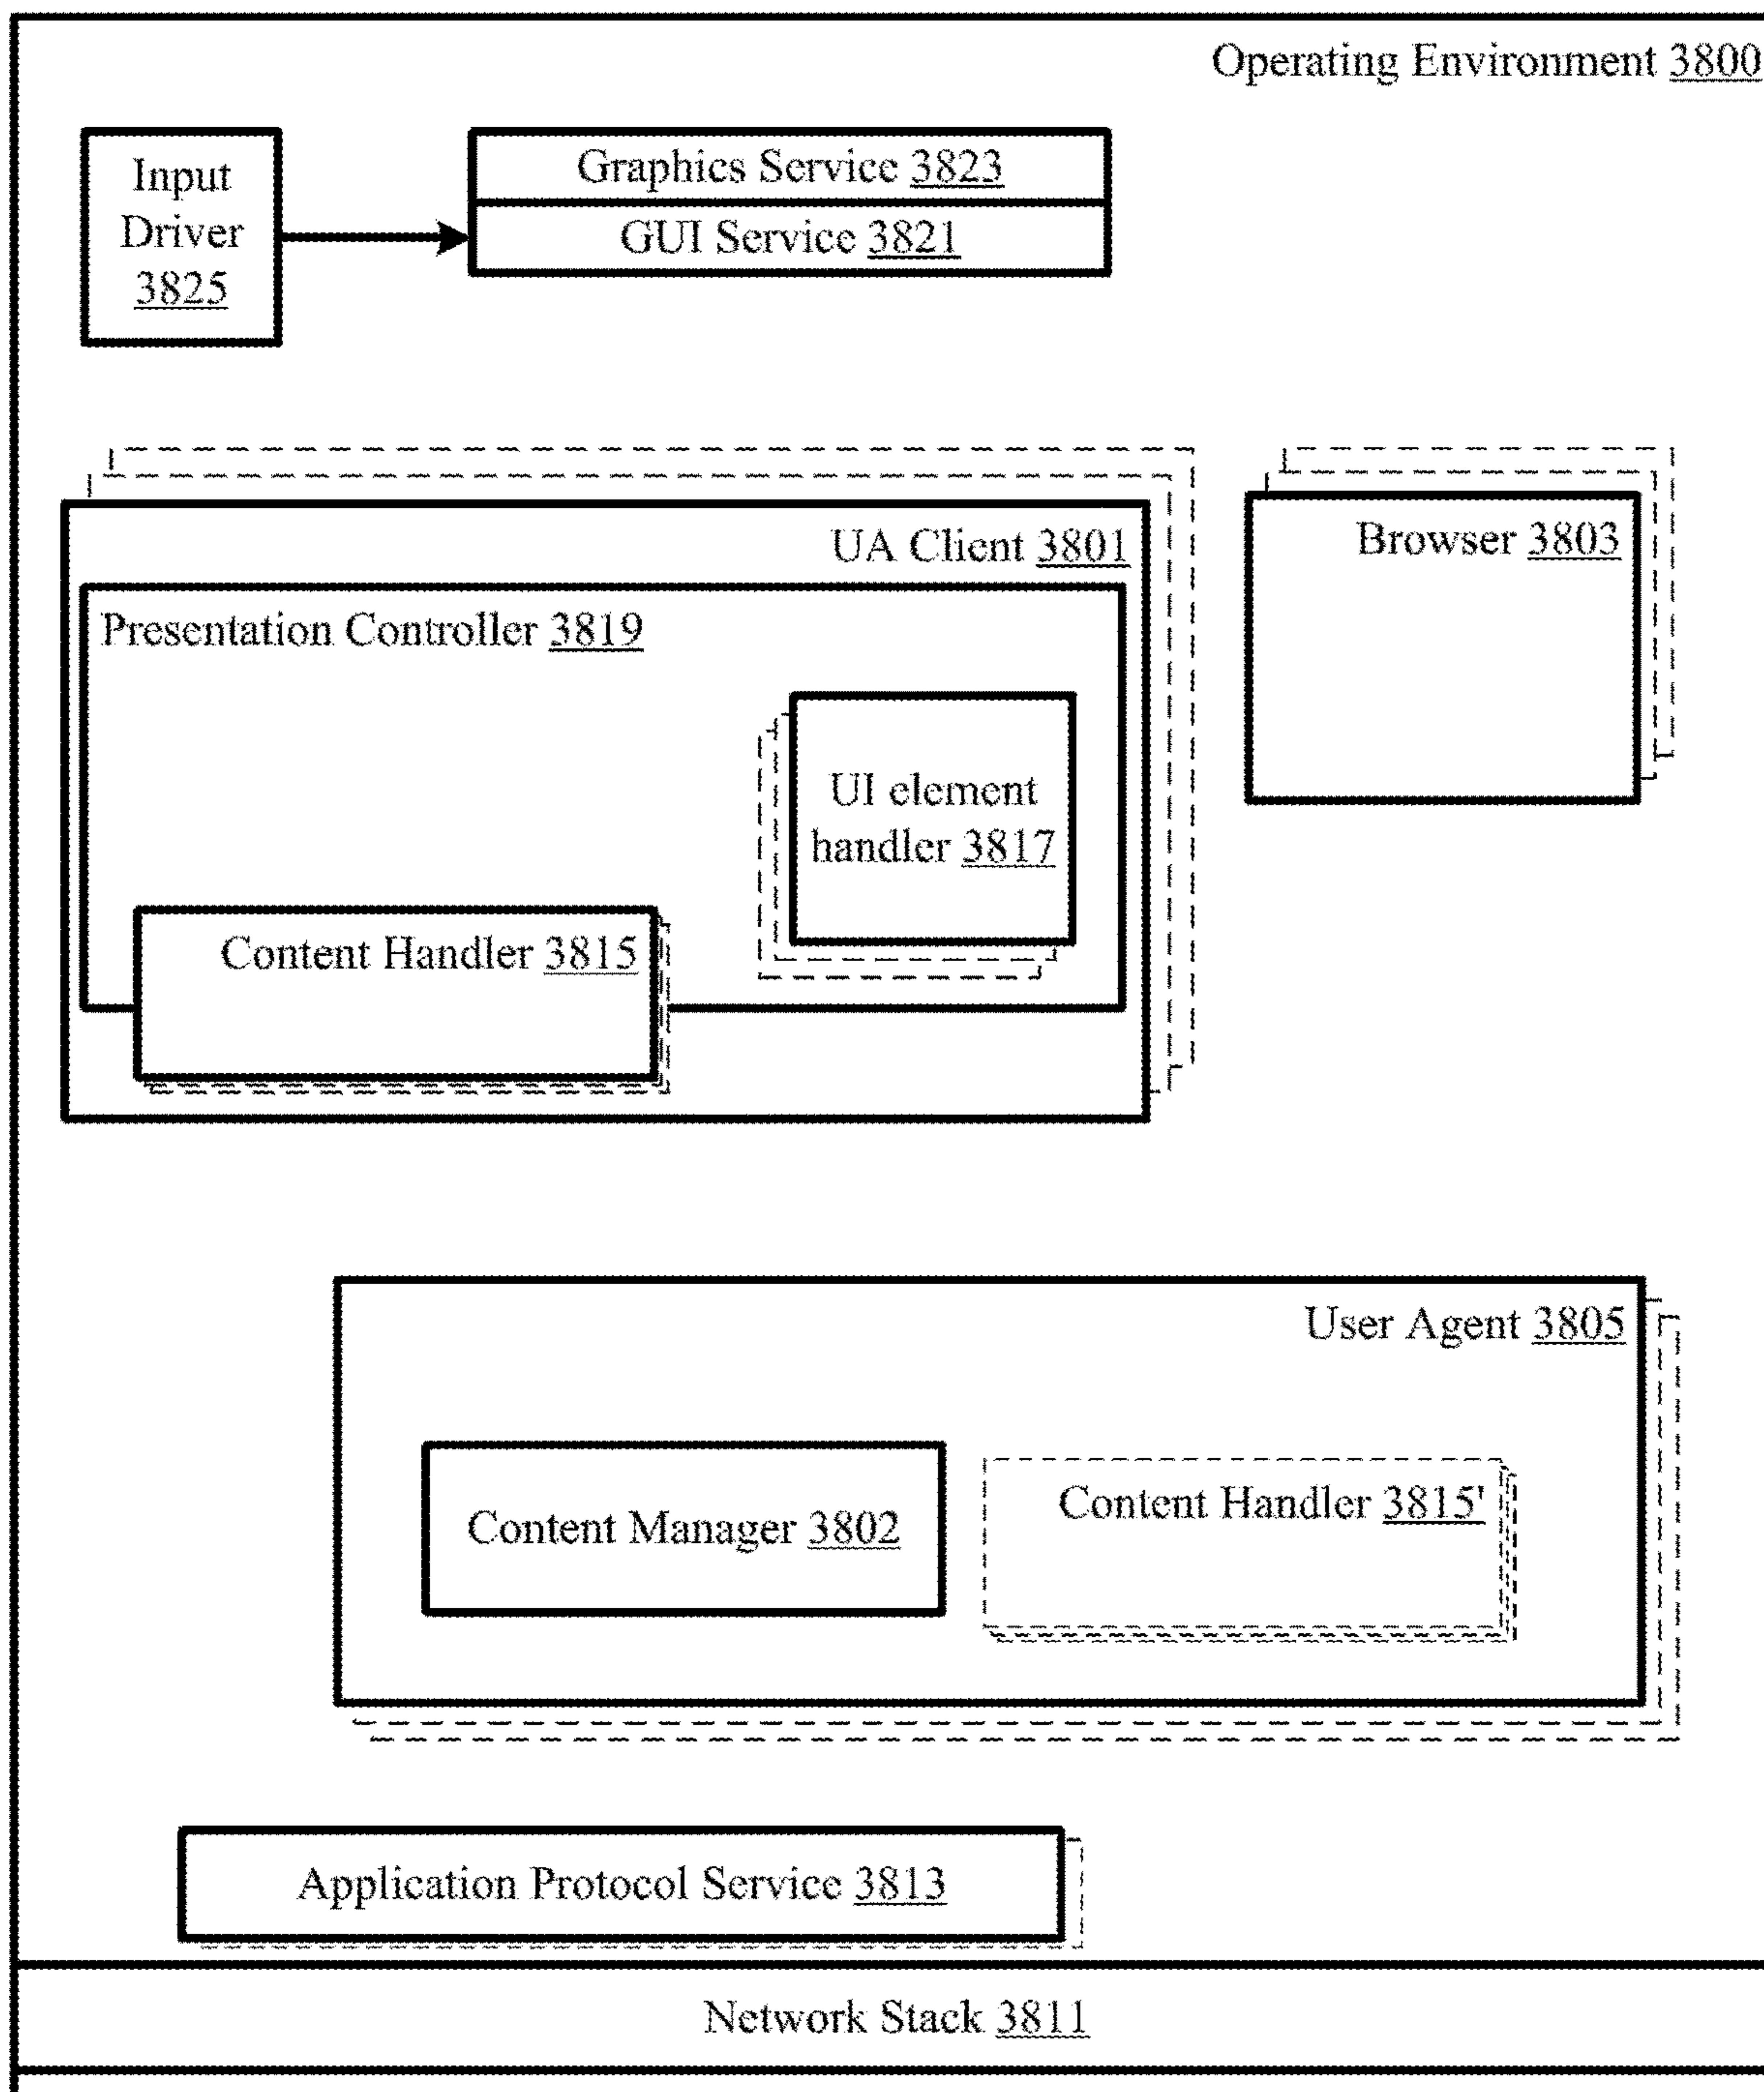 Operating Environment 3800
Input
Driver
3825
Graphics Service 3823
GUI Service 3821
UA Client 3801
Browser 3803
Presentation Controller 3819
UI element
handler 3817
Content Handler 3815
User Agent 3805
Content Manager 3802
Content Handler 3815'
Application Protocol Service 3813
Network Stack 3811